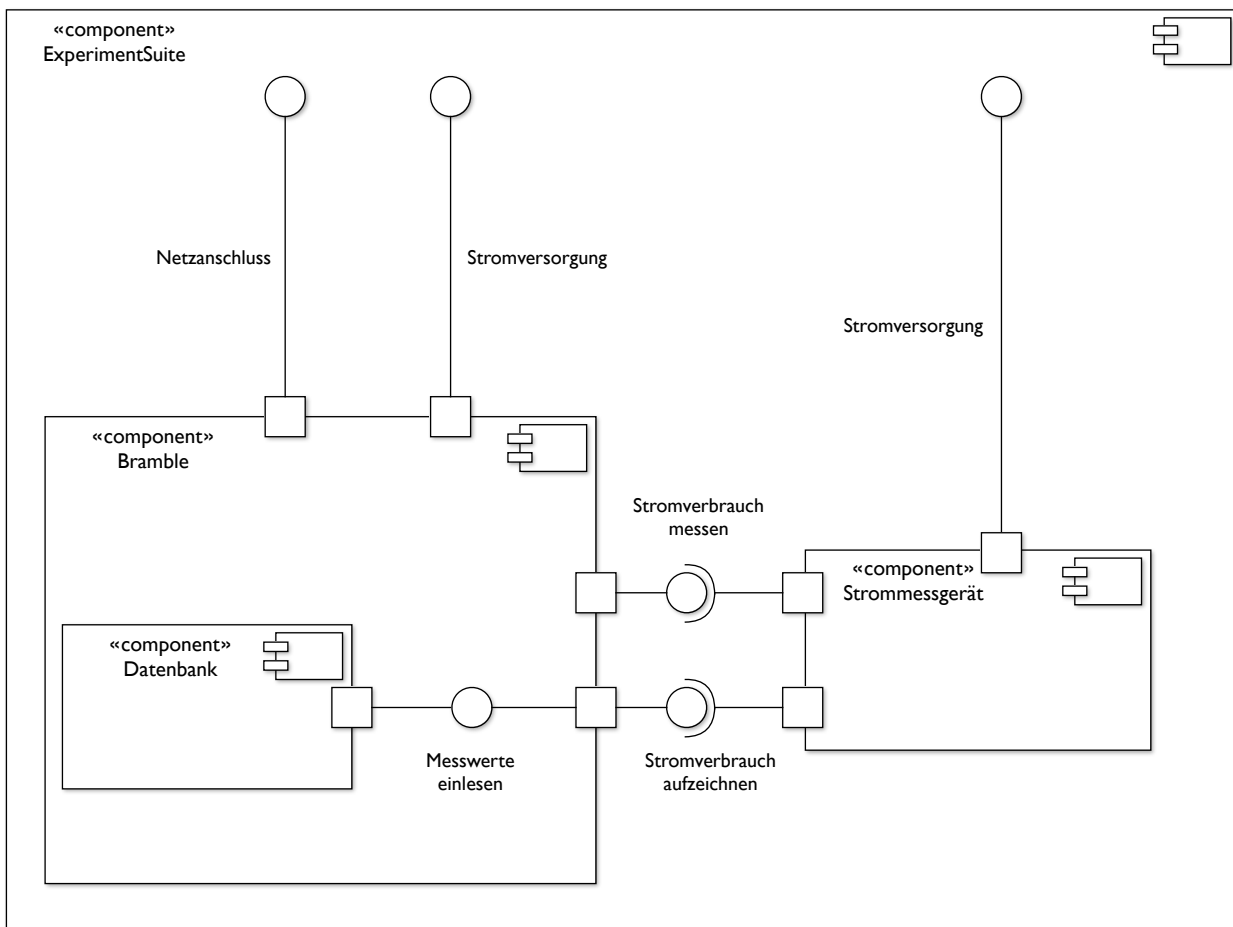 «component»
ExperimentSuite
Netzanschluss
Stromversorgung
Stromversorgung
«component»
Bramble
Stromverbrauch
messen
«component»
Strommessgerät
«component»
Datenbank
Messwerte
einlesen
Stromverbrauch
aufzeichnen